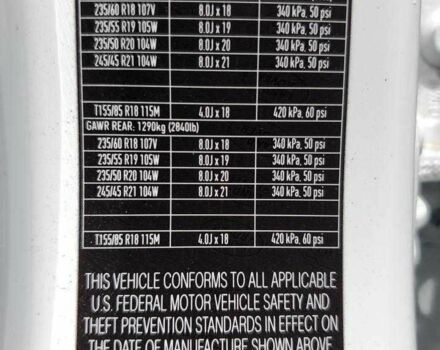 235/60 R18 107V 8.0J x 18 340 kPa, 50 psi
235/55 R19 105W 8.0J x 19 340 kPa, 50 psi
235/50 R20 104W 8.0J x 20 340 kPa, 50 psi
245/45 R21 104W 8.0J x 21 340 kPa, 50 psi
T155/85 R18 115M 4.0J x 18 420 kPa, 60 psi
GAWR REAR: 1290kg (2840lb)
235/60 R18 107V 8.0J x 18 340 kPa, 50 psi
235/55 R19 105W 8.0J x 19 340 kPa, 50 psi
235/50 R20 104W 8.0J x 20 340 kPa, 50 psi
245/45 R21 104W 8.0J x 21 340 kPa, 50 psi
T155/85 R18 115M 4.0J x 18 420 kPa, 60 psi
THIS VEHICLE CONFORMS TO ALL APPLICABLE
U.S. FEDERAL MOTOR VEHICLE SAFETY AND
THEFT PREVENTION STANDARDS IN EFFECT ON
THE DATE OF MANUFACTURE SHOWN ABOVE